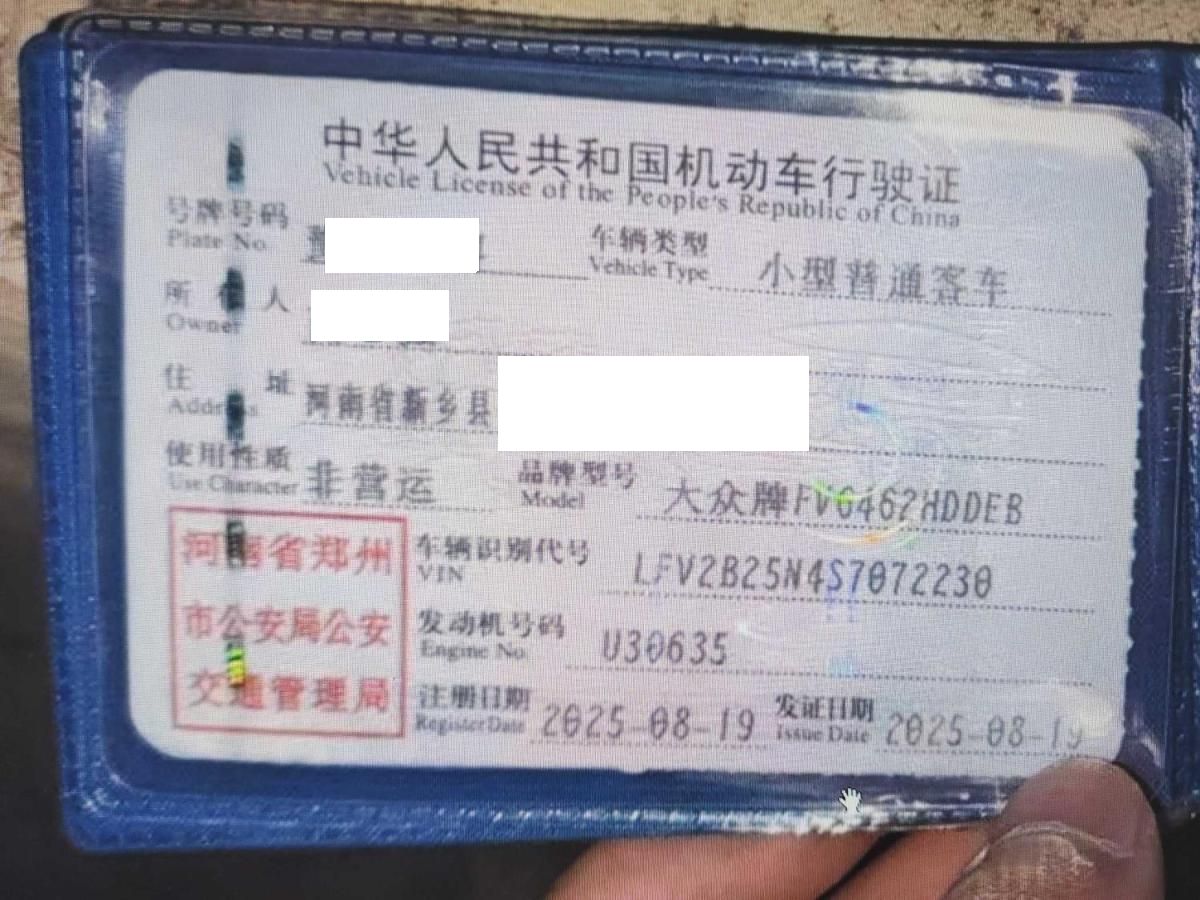 中华人民共和国机动车行驶证
Vehicle License of the People's Republic of China
号牌号码
Plate No.
豫
车辆类型
Vehicle Type
小型普通客车
所有人
Owner
住址
Address
河南省新乡县
使用性质
Use Character
非营运
品牌型号
Model
大众牌FV6462HDDEB
河南省郑州
市公安局公安
交通管理局
车辆识别代号
VIN
LFV2B25N4S7072230
发动机号码
Engine No.
U30635
注册日期
Register Date
2025-08-19
发证日期
Issue Date
2025-08-19